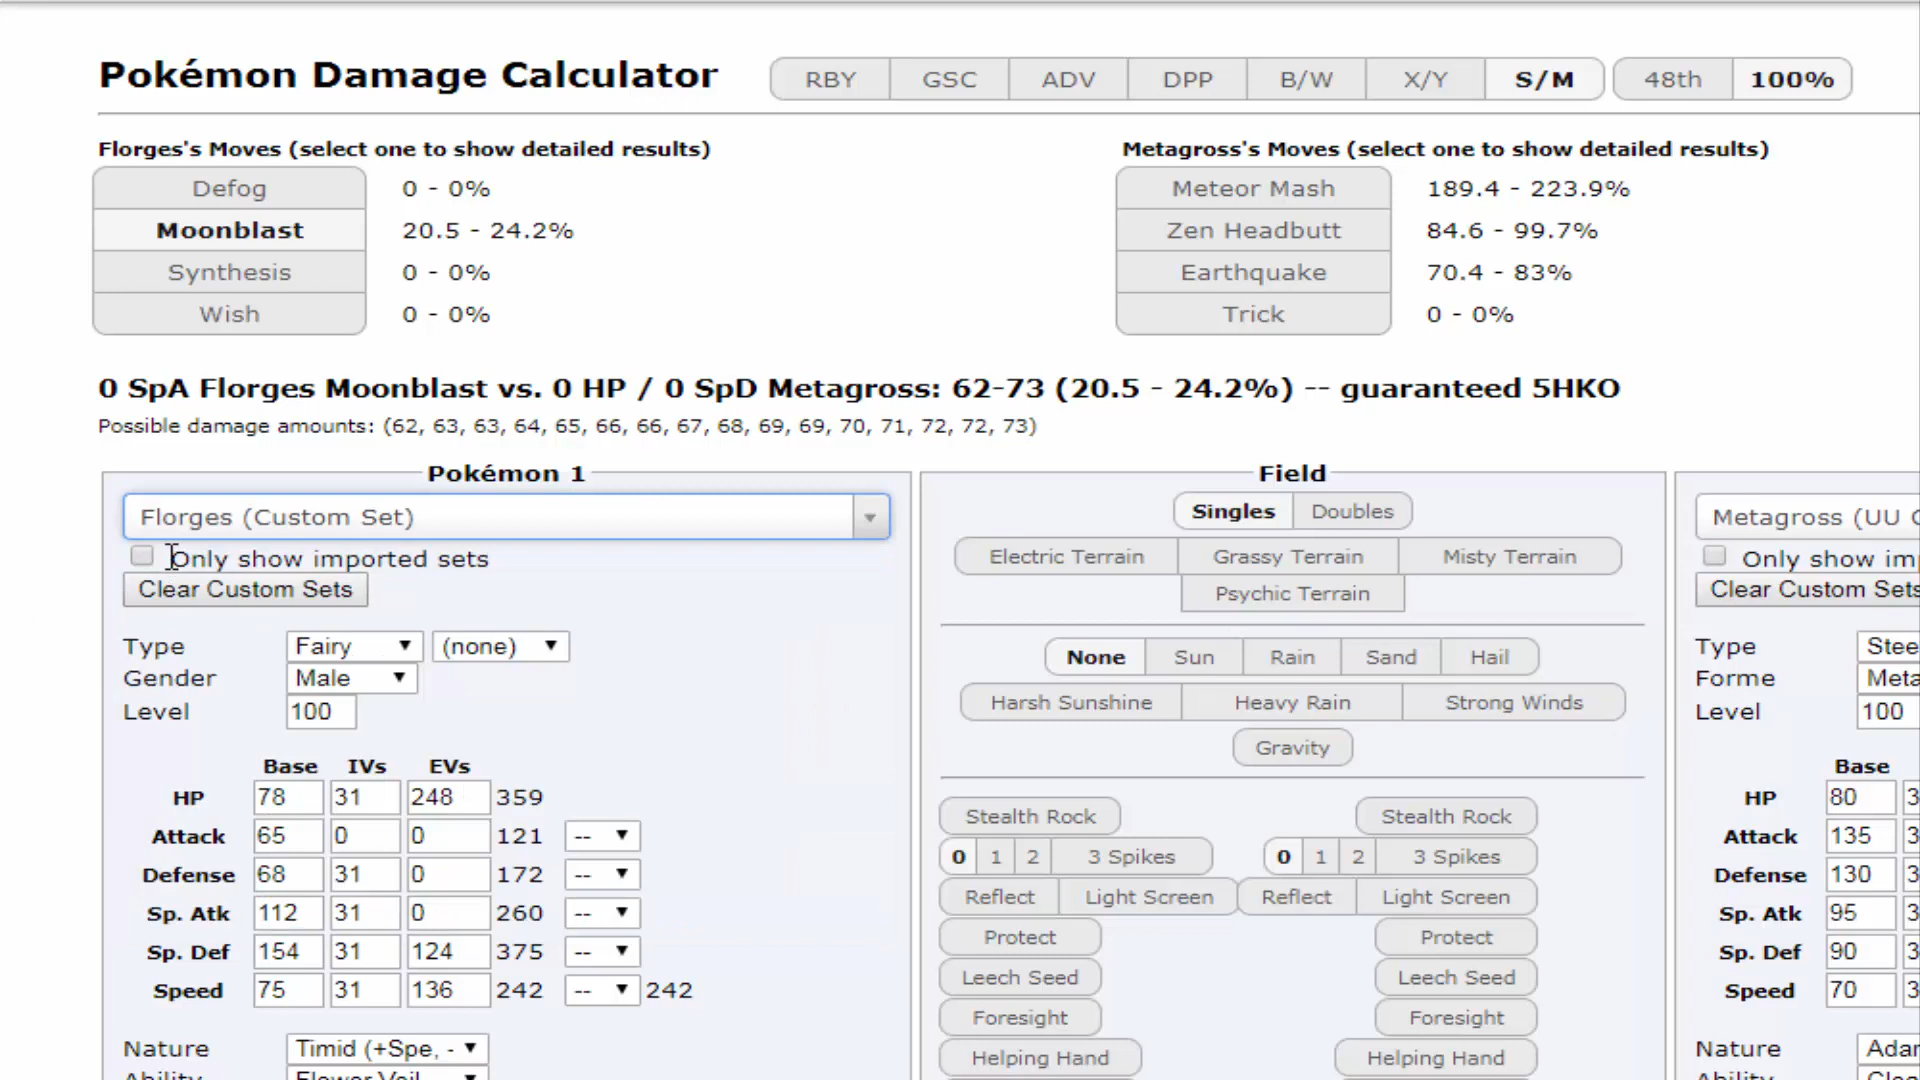 Pokémon Damage Calculator RBY GSC ADV DPP B/W X/Y S/M 48th 100%
Florges's Moves (select one to show detailed results)
Defog 0 - 0%
Moonblast 20.5 - 24.2%
Synthesis 0 - 0%
Wish 0 - 0%
Metagross's Moves (select one to show detailed results)
Meteor Mash 189.4 - 223.9%
Zen Headbutt 84.6 - 99.7%
Earthquake 70.4 - 83%
Trick 0 - 0%
0 SpA Florges Moonblast vs. 0 HP / 0 SpD Metagross: 62-73 (20.5 - 24.2%) -- guaranteed 5HKO
Possible damage amounts: (62, 63, 63, 64, 65, 66, 66, 67, 68, 69, 69, 70, 71, 72, 72, 73)
Pokémon 1
Florges (Custom Set)
Only show imported sets
Clear Custom Sets
Type Fairy (none)
Gender Male
Level 100
Base IVs EVs
HP 78 31 248 359
Attack 65 0 0 121 --
Defense 68 31 0 172 --
Sp. Atk 112 31 0 260 --
Sp. Def 154 31 124 375 --
Speed 75 31 136 242 -- 242
Nature Timid (+Spe, -
Field
Singles Doubles
Electric Terrain Grassy Terrain Misty Terrain
Psychic Terrain
None Sun Rain Sand Hail
Harsh Sunshine Heavy Rain Strong Winds
Gravity
Stealth Rock Stealth Rock
0 1 2 3 Spikes 0 1 2 3 Spikes
Reflect Light Screen Reflect Light Screen
Protect Protect
Leech Seed Leech Seed
Foresight Foresight
Helping Hand Helping Hand
Metagross (UU
Only show im
Clear Custom Sets
Type Stee
Forme Meta
Level 100
Base
HP 80 3
Attack 135 3
Defense 130 3
Sp. Atk 95 3
Sp. Def 90 3
Speed 70 3
Nature Ada